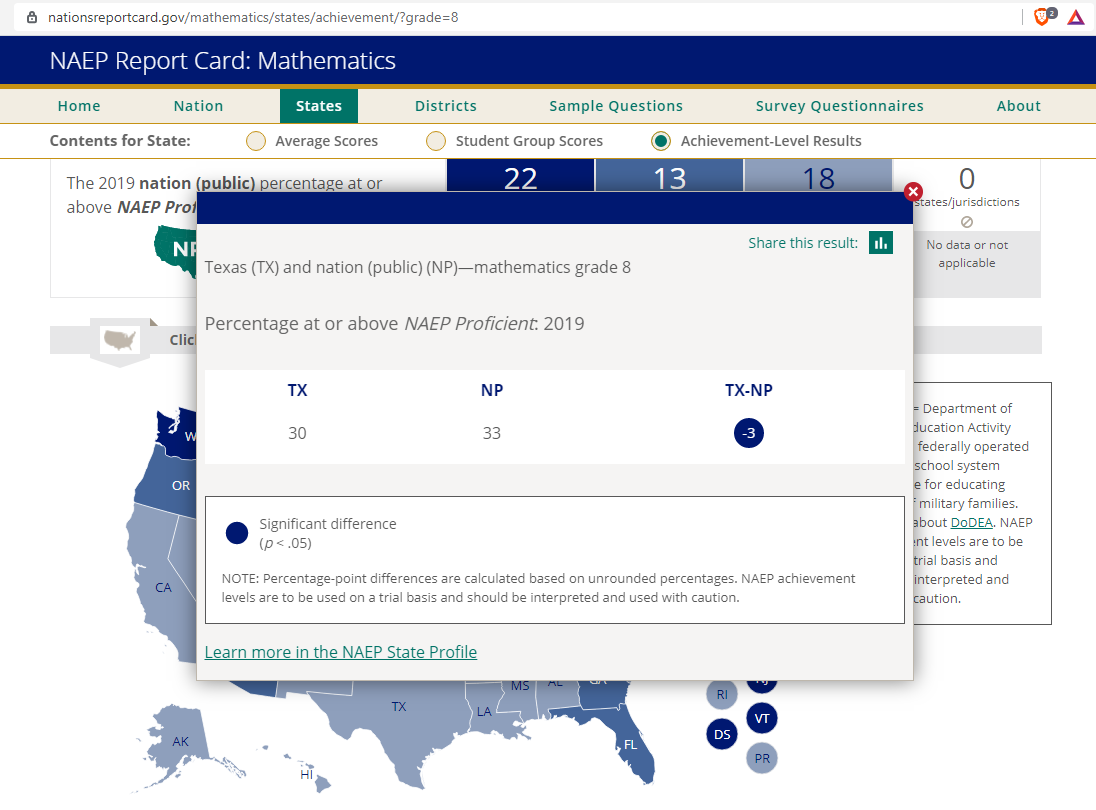 nationsreportcard.gov/mathematics/states/achievement/?grade=8
2
NAEP Report Card: Mathematics
Home Nation States Districts Sample Questions Survey Questionnaires About
Contents for State: Average Scores Student Group Scores Achievement-Level Results
The 2019 nation (public) percentage at or
above NAEP Prof
22 13 18 0
states/jurisdictions
No data or not
applicable
NP
Clic
Share this result:
Texas (TX) and nation (public) (NP)—mathematics grade 8
Percentage at or above NAEP Proficient: 2019
TX NP TX-NP
30 33 -3
Significant difference
(p < .05)
NOTE: Percentage-point differences are calculated based on unrounded percentages. NAEP achievement
levels are to be used on a trial basis and should be interpreted and used with caution.
Learn more in the NAEP State Profile
= Department of
ducation Activity
federally operated
school system
e for educating
f military families.
about DoDEA. NAEP
ent levels are to be
trial basis and
interpreted and
caution.
W
OR
CA
MS AL GA
TX LA
AK HI FL
RI NJ
DS VT
PR